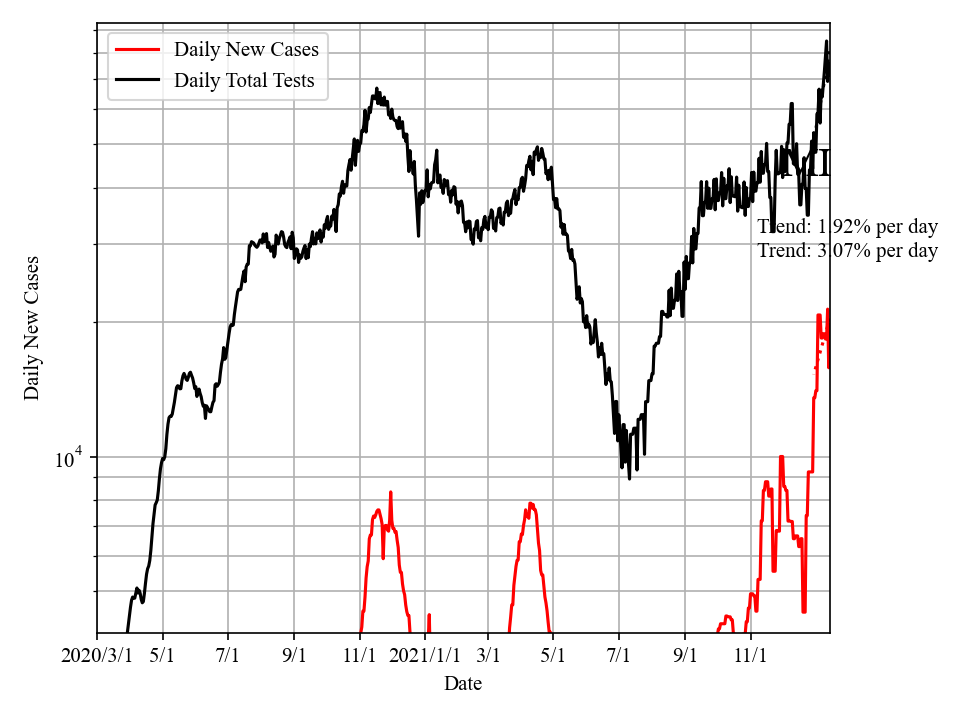 Daily New Cases
Daily Total Tests
MI
Trend: 1.92% per day
Trend: 3.07% per day
Daily New Cases
10^4
2020/3/1 5/1 7/1 9/1 11/1 2021/1/1 3/1 5/1 7/1 9/1 11/1
Date